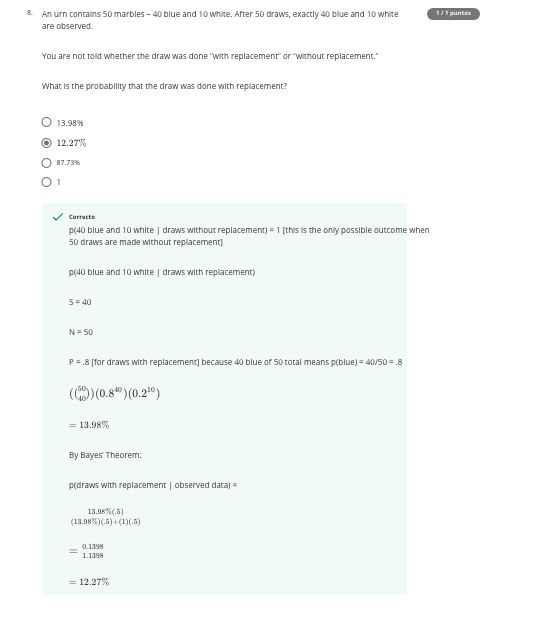 8. An urn contains 50 marbles – 40 blue and 10 white. After 50 draws, exactly 40 blue and 10 white
1 / 1 puntos
are observed.
You are not told whether the draw was done "with replacement" or "without replacement."
What is the probability that the draw was done with replacement?
13.98%
12.27%
87.73%
1
Correcto
p(40 blue and 10 white | draws without replacement) = 1 [this is the only possible outcome when
50 draws are made without replacement]
p(40 blue and 10 white | draws with replacement)
S = 40
N = 50
P = .8 [for draws with replacement] because 40 blue of 50 total means p(blue) = 40/50 = .8
((50 40))(0.8^40)(0.2^10)
= 13.98%
By Bayes' Theorem:
p(draws with replacement | observed data) =
13.98%(.5)
(13.98%)(.5)+(1)(.5)
= 0.1398
1.1398
= 12.27%